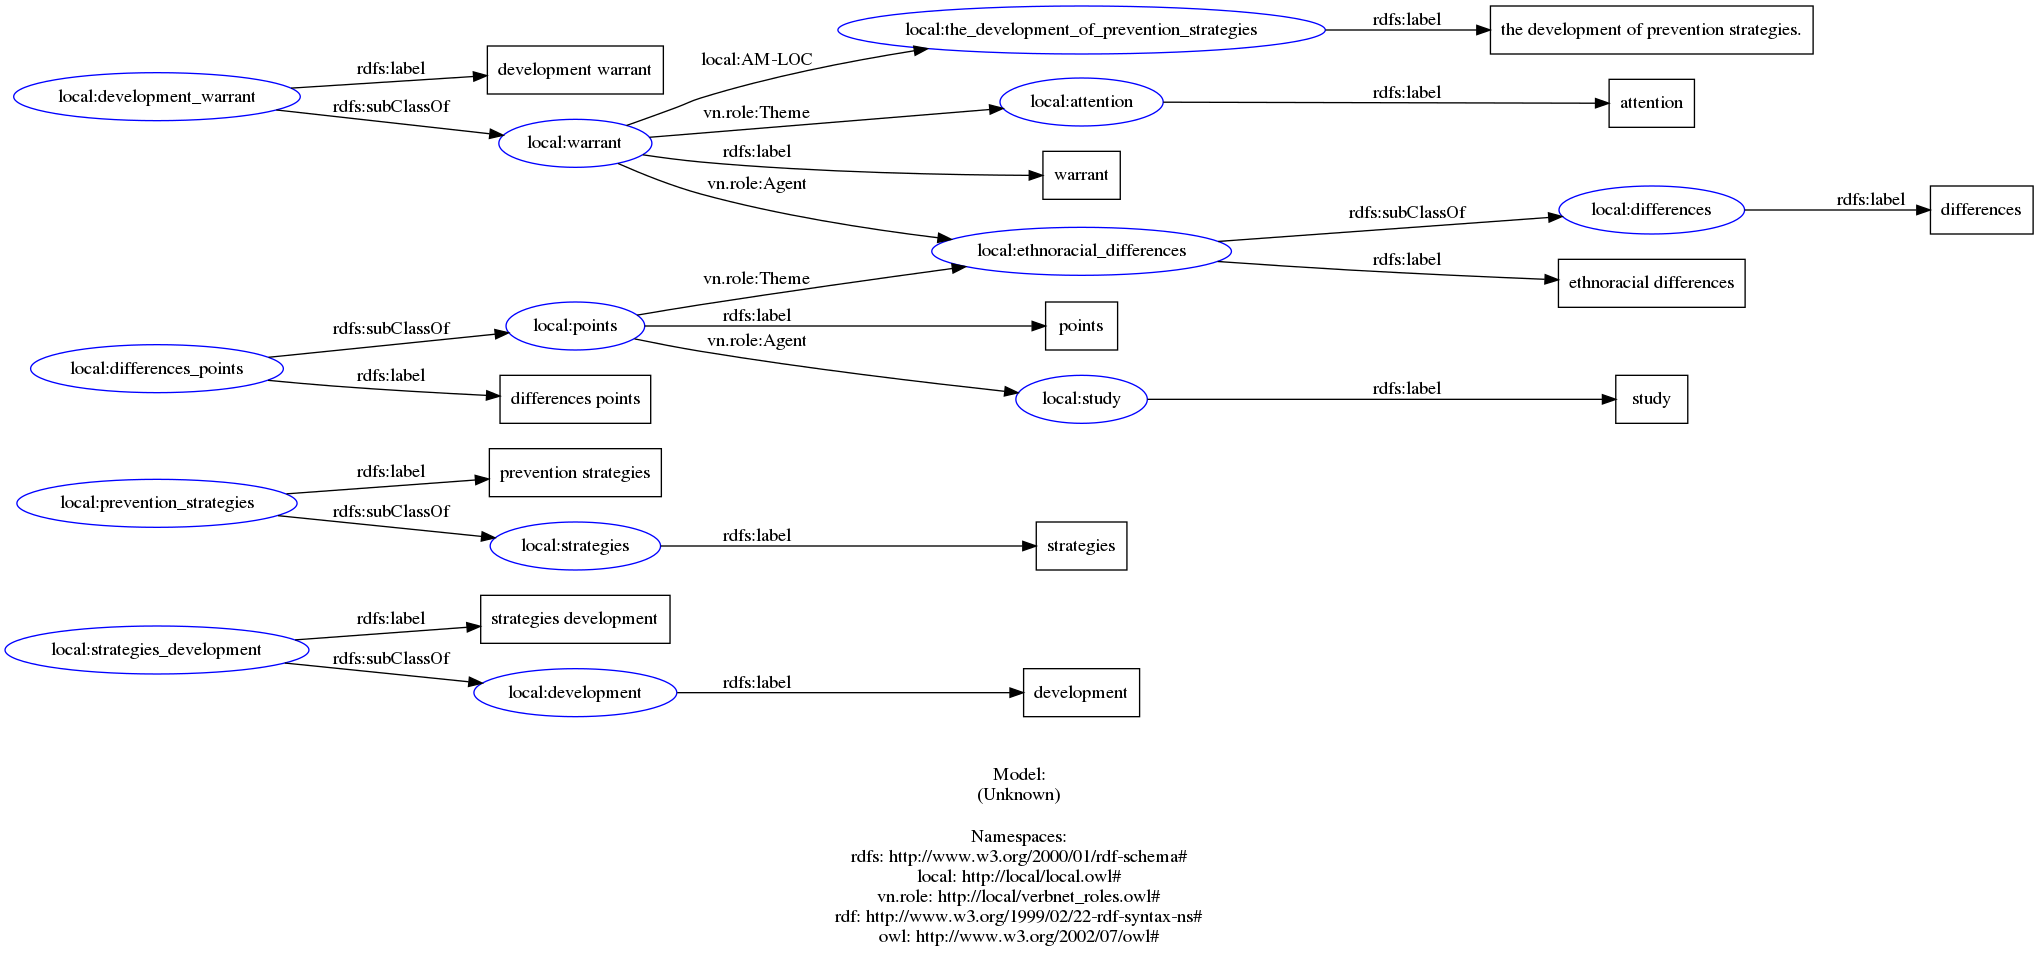 local:the_development_of_prevention_strategies
rdfs:label
the development of prevention strategies.
local:AM-LOC
local:development_warrant
rdfs:label
development warrant
rdfs:subClassOf
local:warrant
vn.role:Theme
local:attention
rdfs:label
attention
rdfs:label
warrant
vn.role:Agent
local:ethnoracial_differences
rdfs:subClassOf
local:differences
rdfs:label
differences
rdfs:label
ethnoracial differences
local:differences_points
rdfs:subClassOf
local:points
vn.role:Theme
rdfs:label
points
vn.role:Agent
local:study
rdfs:label
study
rdfs:label
differences points
local:prevention_strategies
rdfs:label
prevention strategies
rdfs:subClassOf
local:strategies
rdfs:label
strategies
local:strategies_development
rdfs:label
strategies development
rdfs:subClassOf
local:development
rdfs:label
development
Model:
(Unknown)
Namespaces:
rdfs: http://www.w3.org/2000/01/rdf-schema#
local: http://local/local.owl#
vn.role: http://local/verbnet_roles.owl#
rdf: http://www.w3.org/1999/02/22-rdf-syntax-ns#
owl: http://www.w3.org/2002/07/owl#